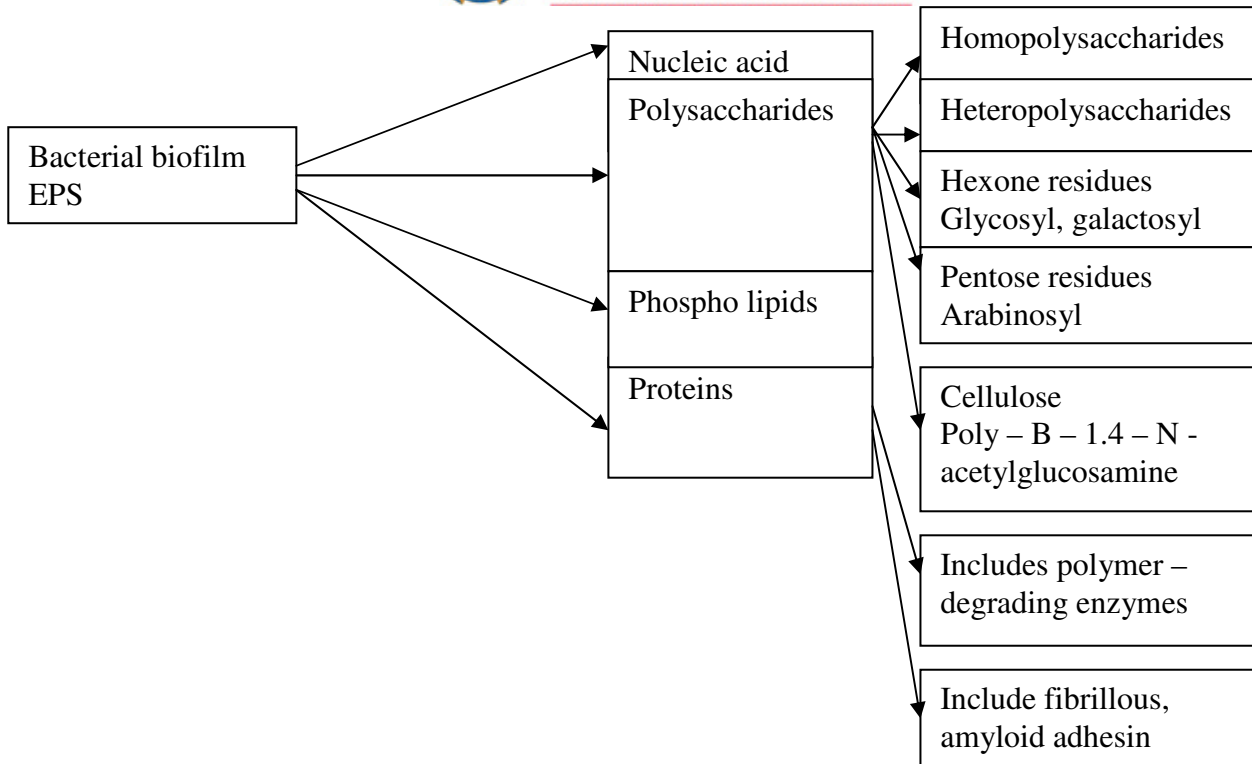 Bacterial biofilm
EPS
Nucleic acid
Polysaccharides
Phospho lipids
Proteins
Homopolysaccharides
Heteropolysaccharides
Hexone residues
Glycosyl, galactosyl
Pentose residues
Arabinosyl
Cellulose
Poly – B – 1.4 – N -
acetylglucosamine
Includes polymer –
degrading enzymes
Include fibrillous,
amyloid adhesin